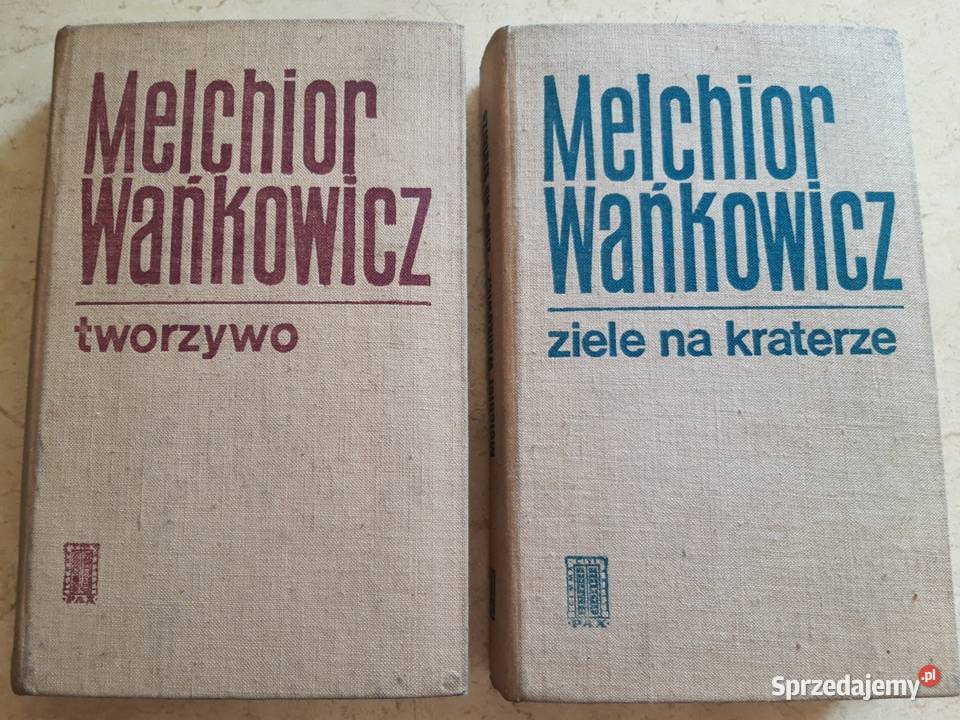 Melchior
Wańkowicz
tworzywo
PAX
Melchior
Wańkowicz
ziele na kraterze
PAX
Sprzedajemy.pl